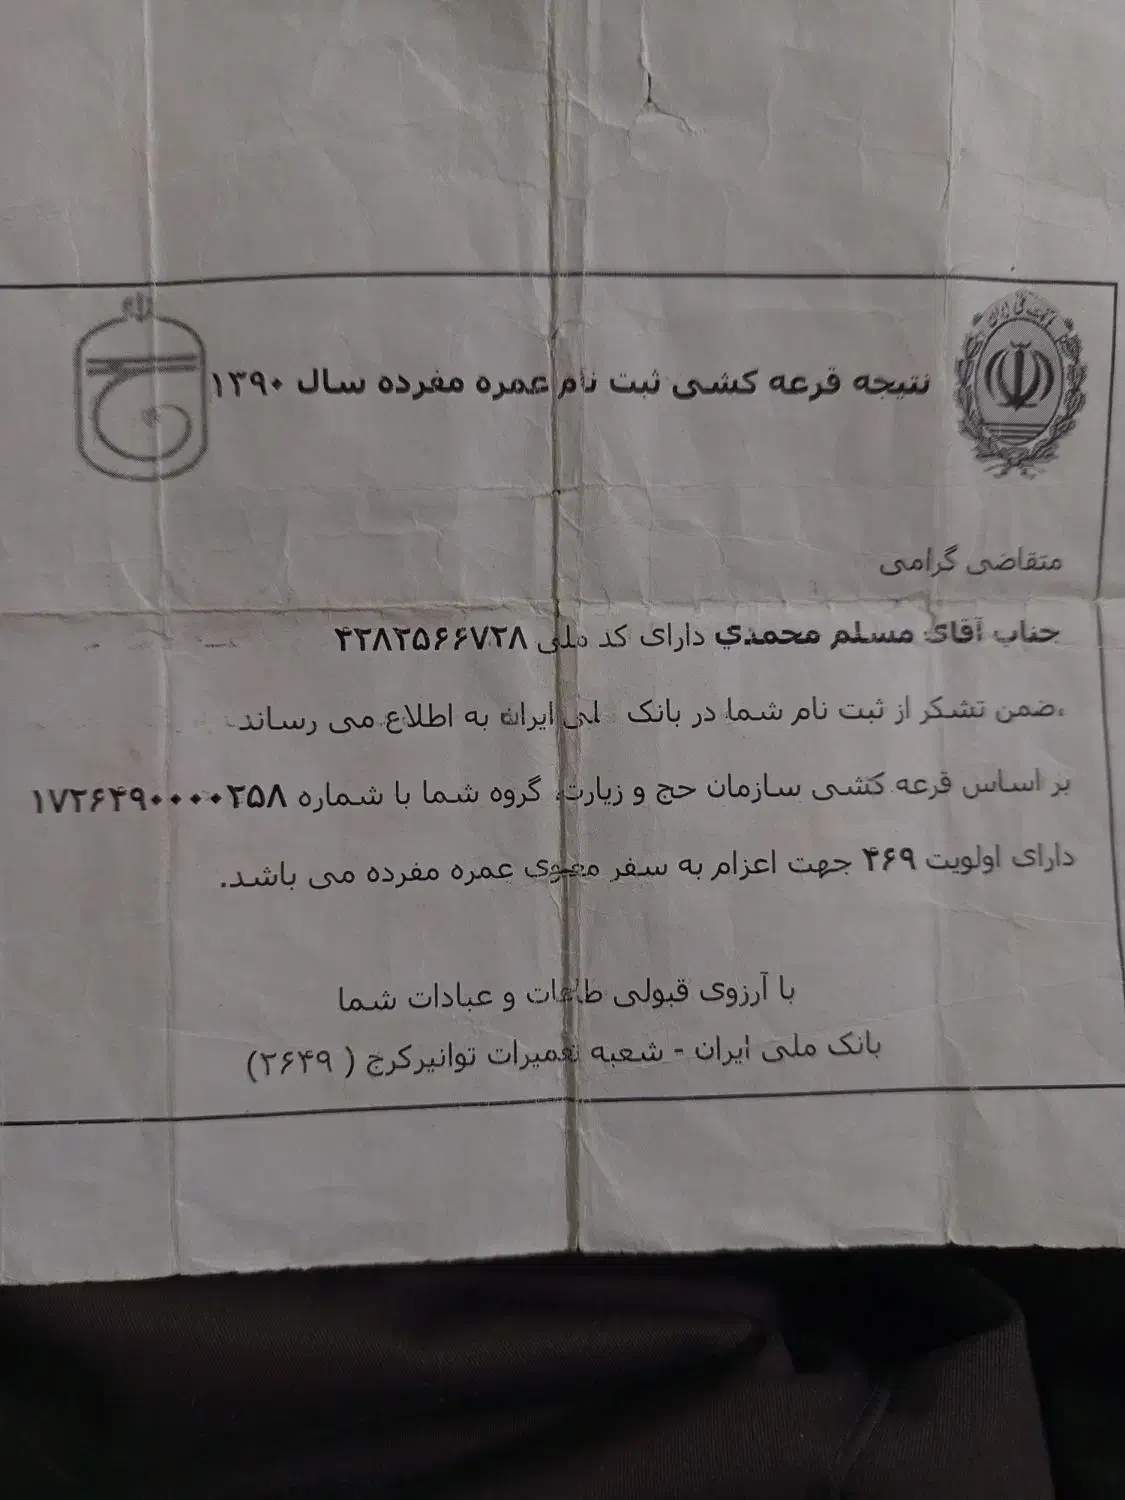 نتیجه قرعه کشی ثبت نام عمره مفرده سال ۱۳۹۰
متقاضی گرامی
جناب آقای مسلم محمدي دارای کد ملی ۴۲۸۲۵۶۶۷۲۸
،ضمن تشکر از ثبت نام شما در بانک لی ایران به اطلاع می رساند
بر اساس قرعه کشی سازمان حج و زیارت، گروه شما با شماره ۱۷۲۶۴۹۰۰۰۰۲۵۸
دارای اولویت ۴۶۹ جهت اعزام به سفر معنوی عمره مفرده می باشد.
با آرزوی قبولی طاعات و عبادات شما
بانک ملی ایران - شعبه تعمیرات توانیرکرج ( ۲۶۴۹)